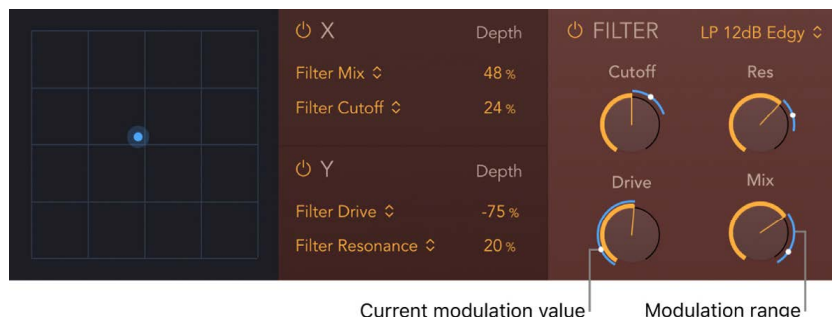 X Depth
Filter Mix 48 %
Filter Cutoff 24 %
Y Depth
Filter Drive -75 %
Filter Resonance 20 %
FILTER LP 12dB Edgy
Cutoff Res
Drive Mix
Current modulation value Modulation range